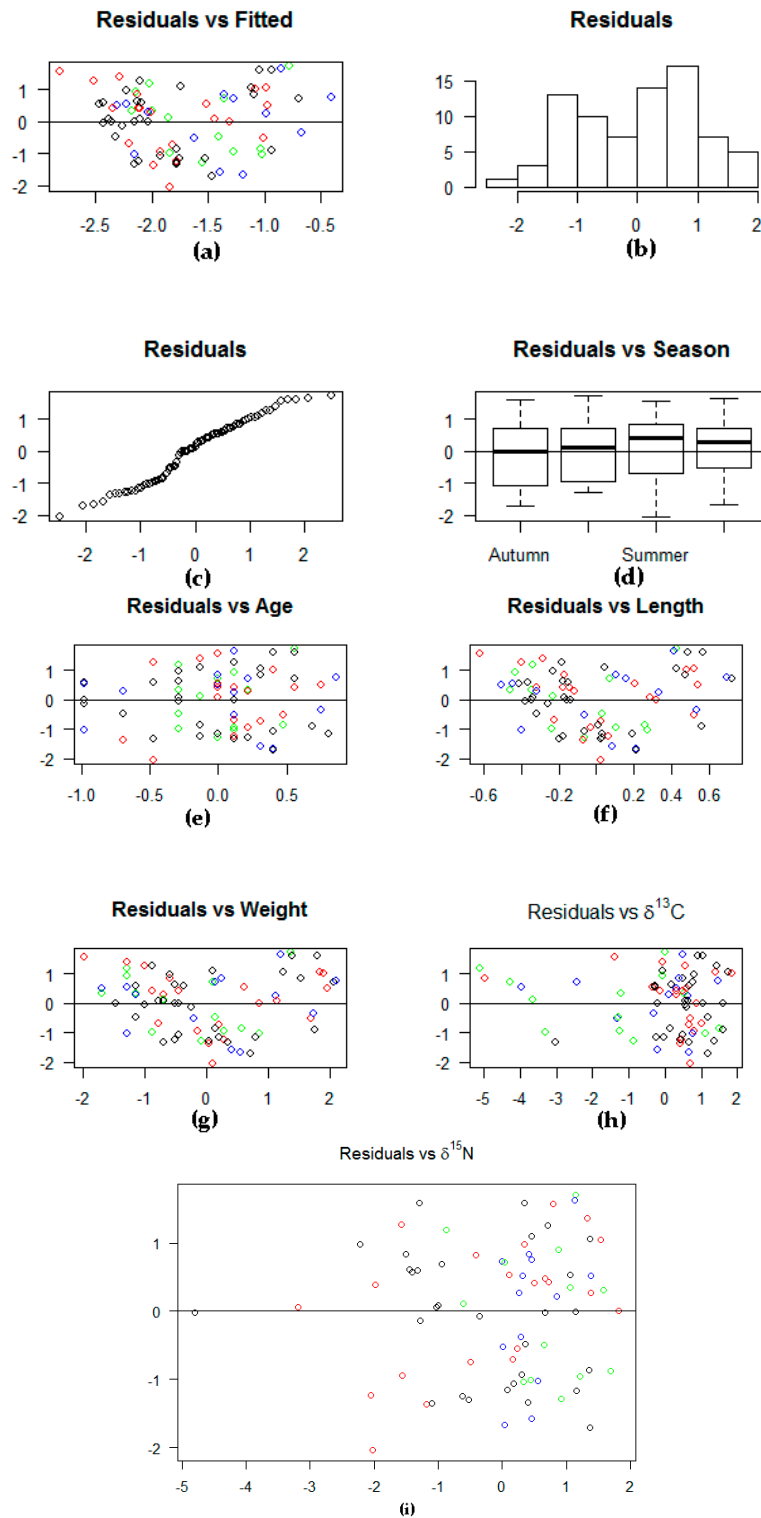 Residuals vs Fitted
1
0
-1
-2
-2.5 -2.0 -1.5 -1.0 -0.5
(a)
Residuals
15
10
5
0
-2 -1 0 1 2
(b)
Residuals
1
0
-1
-2
-2 -1 0 1 2
(c)
Residuals vs Season
1
0
-1
-2
Autumn Summer
(d)
Residuals vs Age
1
0
-1
-2
-1.0 -0.5 0.0 0.5
(e)
Residuals vs Length
1
0
-1
-2
-0.6 -0.2 0.2 0.4 0.6
(f)
Residuals vs Weight
1
0
-1
-2
-2 -1 0 1 2
(g)
Residuals vs δ¹³C
1
0
-1
-2
-5 -4 -3 -2 -1 0 1 2
(h)
Residuals vs δ¹⁵N
1
0
-1
-2
-5 -4 -3 -2 -1 0 1 2
(i)